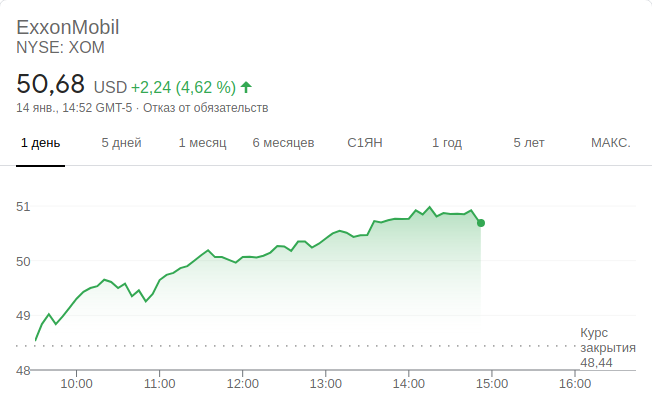 ExxonMobil
NYSE: XOM
50,68 USD +2,24 (4,62 %)
14 янв., 14:52 GMT-5 · Отказ от обязательств
1 день 5 дней 1 месяц 6 месяцев С1ЯН 1 год 5 лет МАКС.
51
50
49
Курс
закрытия
48,44
48
10:00 11:00 12:00 13:00 14:00 15:00 16:00